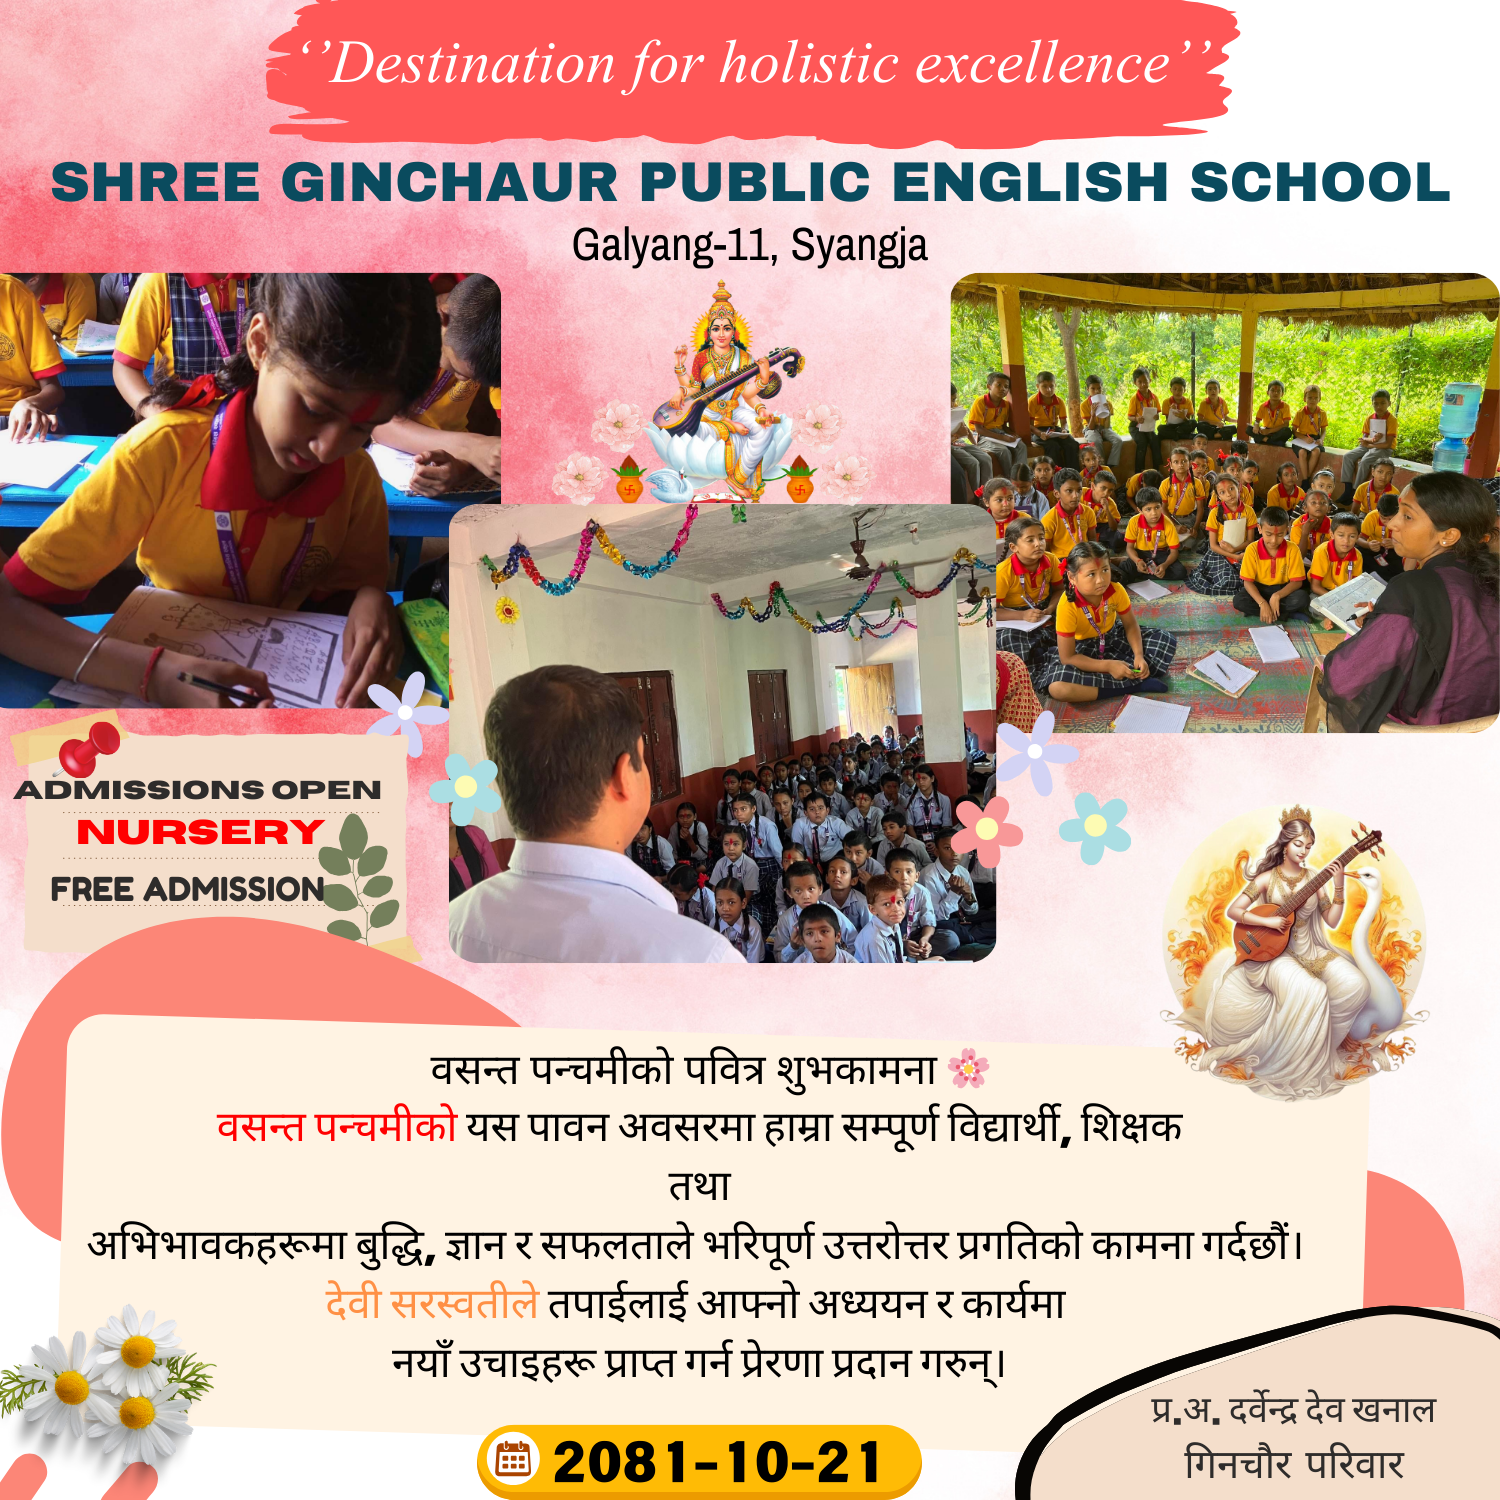 ‘’Destination for holistic excellence’’
SHREE GINCHAUR PUBLIC ENGLISH SCHOOL
Galyang-11, Syangja
ADMISSIONS OPEN
NURSERY
FREE ADMISSION
वसन्त पन्चमीको पवित्र शुभकामना 🌸
वसन्त पन्चमीको यस पावन अवसरमा हाम्रा सम्पूर्ण विद्यार्थी, शिक्षक
तथा
अभिभावकहरूमा बुद्धि, ज्ञान र सफलताले भरिपूर्ण उत्तरोत्तर प्रगतिको कामना गर्दछौं।
देवी सरस्वतीले तपाईलाई आफ्नो अध्ययन र कार्यमा
नयाँ उचाइहरू प्राप्त गर्न प्रेरणा प्रदान गरुन्।
2081-10-21
प्र.अ. दर्वेन्द्र देव खनाल
गिनचौर परिवार